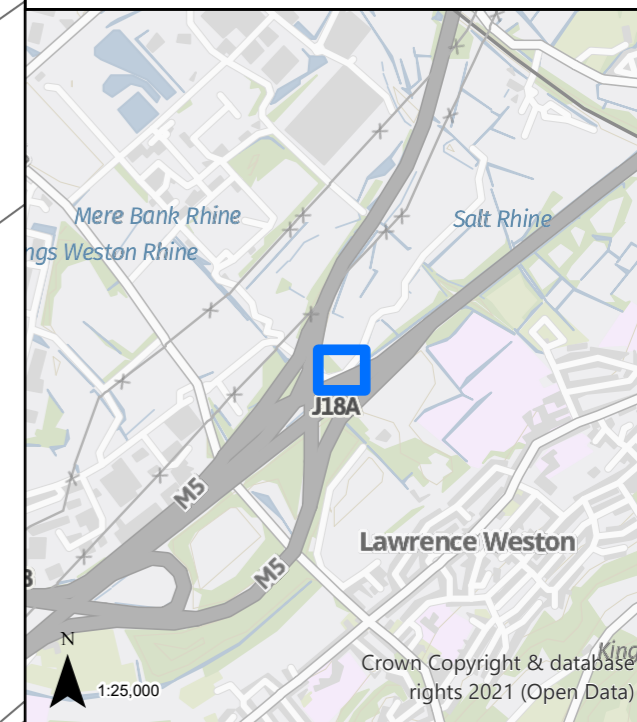 Mere Bank Rhine
Salt Rhine
ngs Weston Rhine
J18A
M5
Lawrence Weston
M5
N
King
Crown Copyright & database
1:25,000
rights 2021 (Open Data)